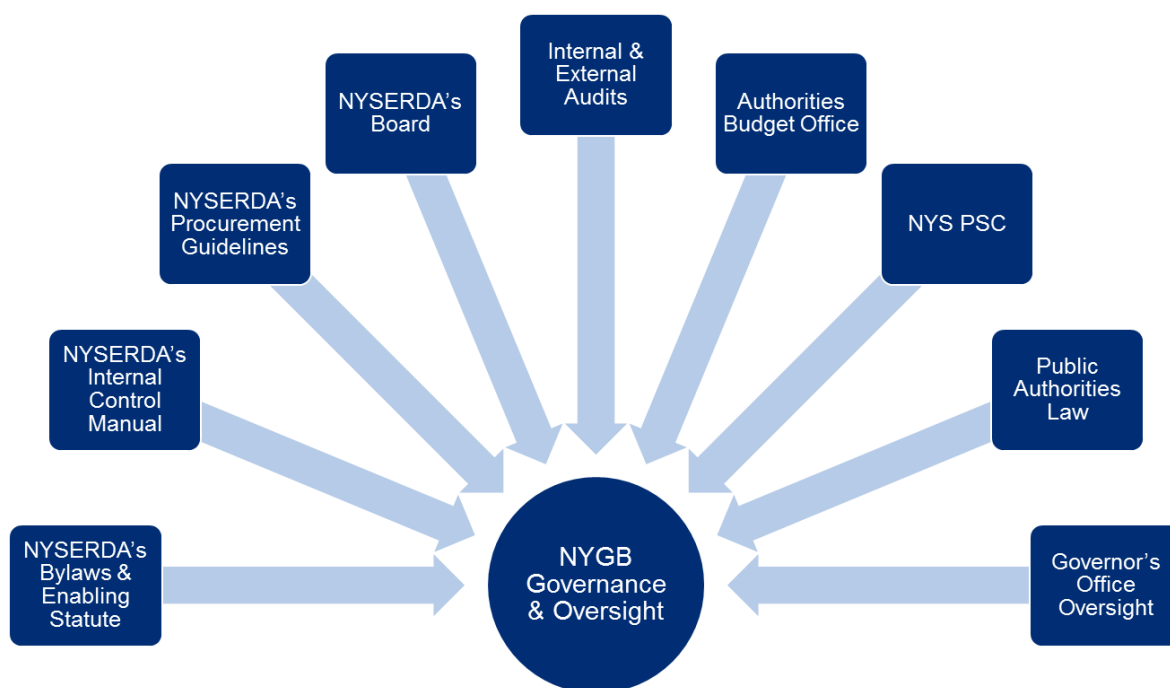 Internal &
External
Audits
NYSERDA's
Board
Authorities
Budget Office
NYSERDA's
Procurement
Guidelines
NYS PSC
NYSERDA's
Internal
Control
Manual
Public
Authorities
Law
NYSERDA's
Bylaws &
Enabling
Statute
NYGB
Governance
& Oversight
Governor's
Office
Oversight